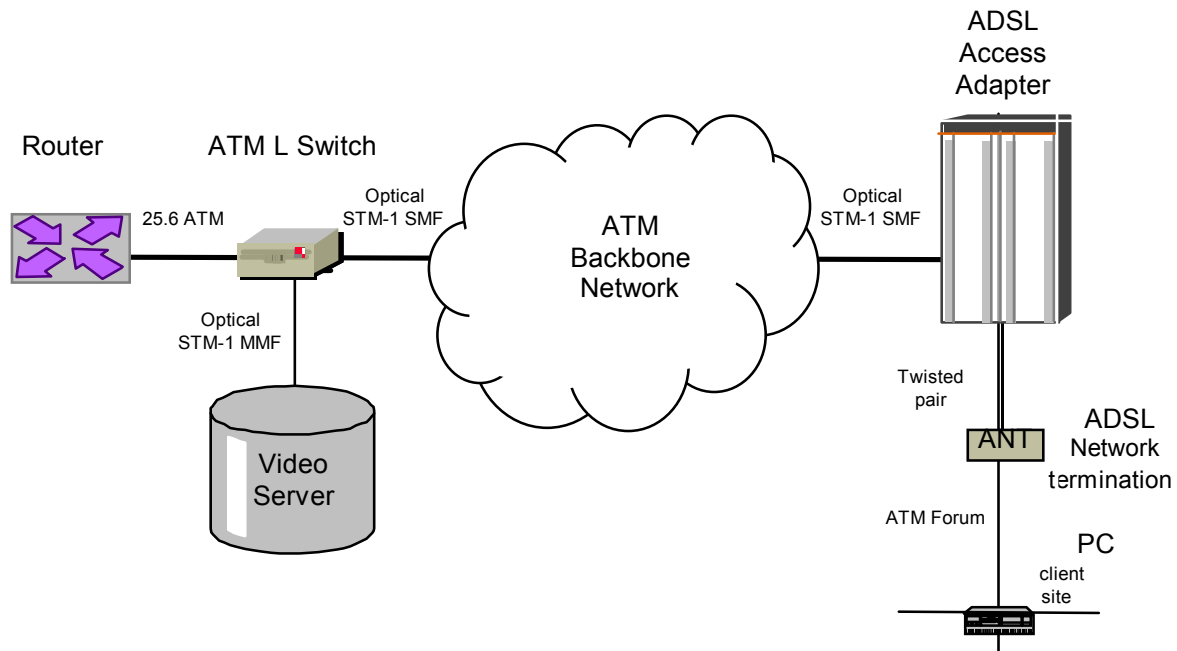 ADSL
Access
Adapter
Router
ATM L Switch
25.6 ATM
Optical
STM-1 SMF
ATM
Backbone
Network
Optical
STM-1 SMF
Optical
STM-1 MMF
Video
Server
Twisted
pair
ANT
ADSL
Network
termination
ATM Forum
PC
client
site